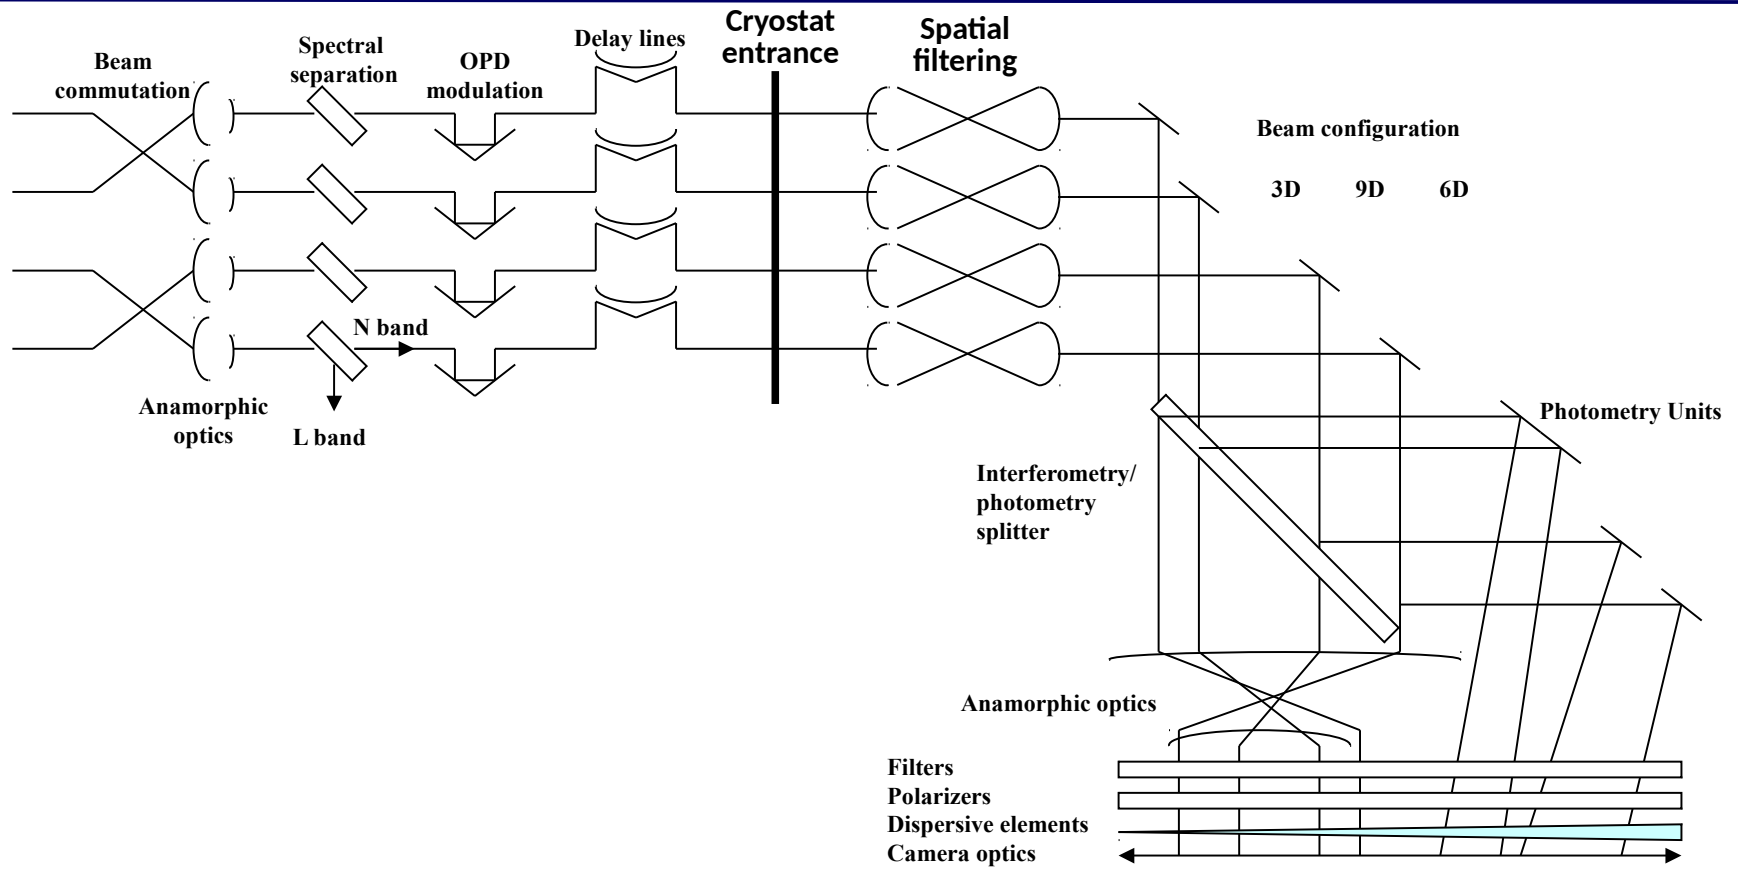 Cryostat
entrance
Spatial
filtering
Delay lines
Spectral
separation
OPD
modulation
Beam
commutation
Beam configuration
3D 9D 6D
N band
L band
Anamorphic
optics
Photometry Units
Interferometry/
photometry
splitter
Anamorphic optics
Filters
Polarizers
Dispersive elements
Camera optics